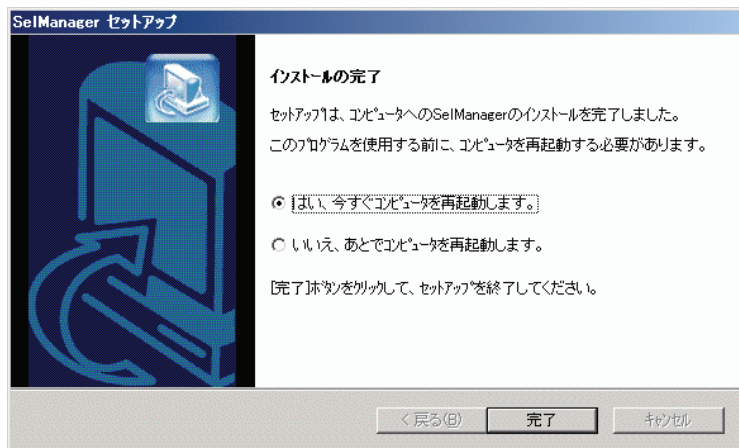 SelManager セットアップ
インストールの完了
セットアップは、コンピュータへのSelManagerのインストールを完了しました。
このプログラムを使用する前に、コンピュータを再起動する必要があります。
はい、今すぐコンピュータを再起動します。
いいえ、あとでコンピュータを再起動します。
[完了]ボタンをクリックして、セットアップを終了してください。
< 戻る(B) 完了 キャンセル